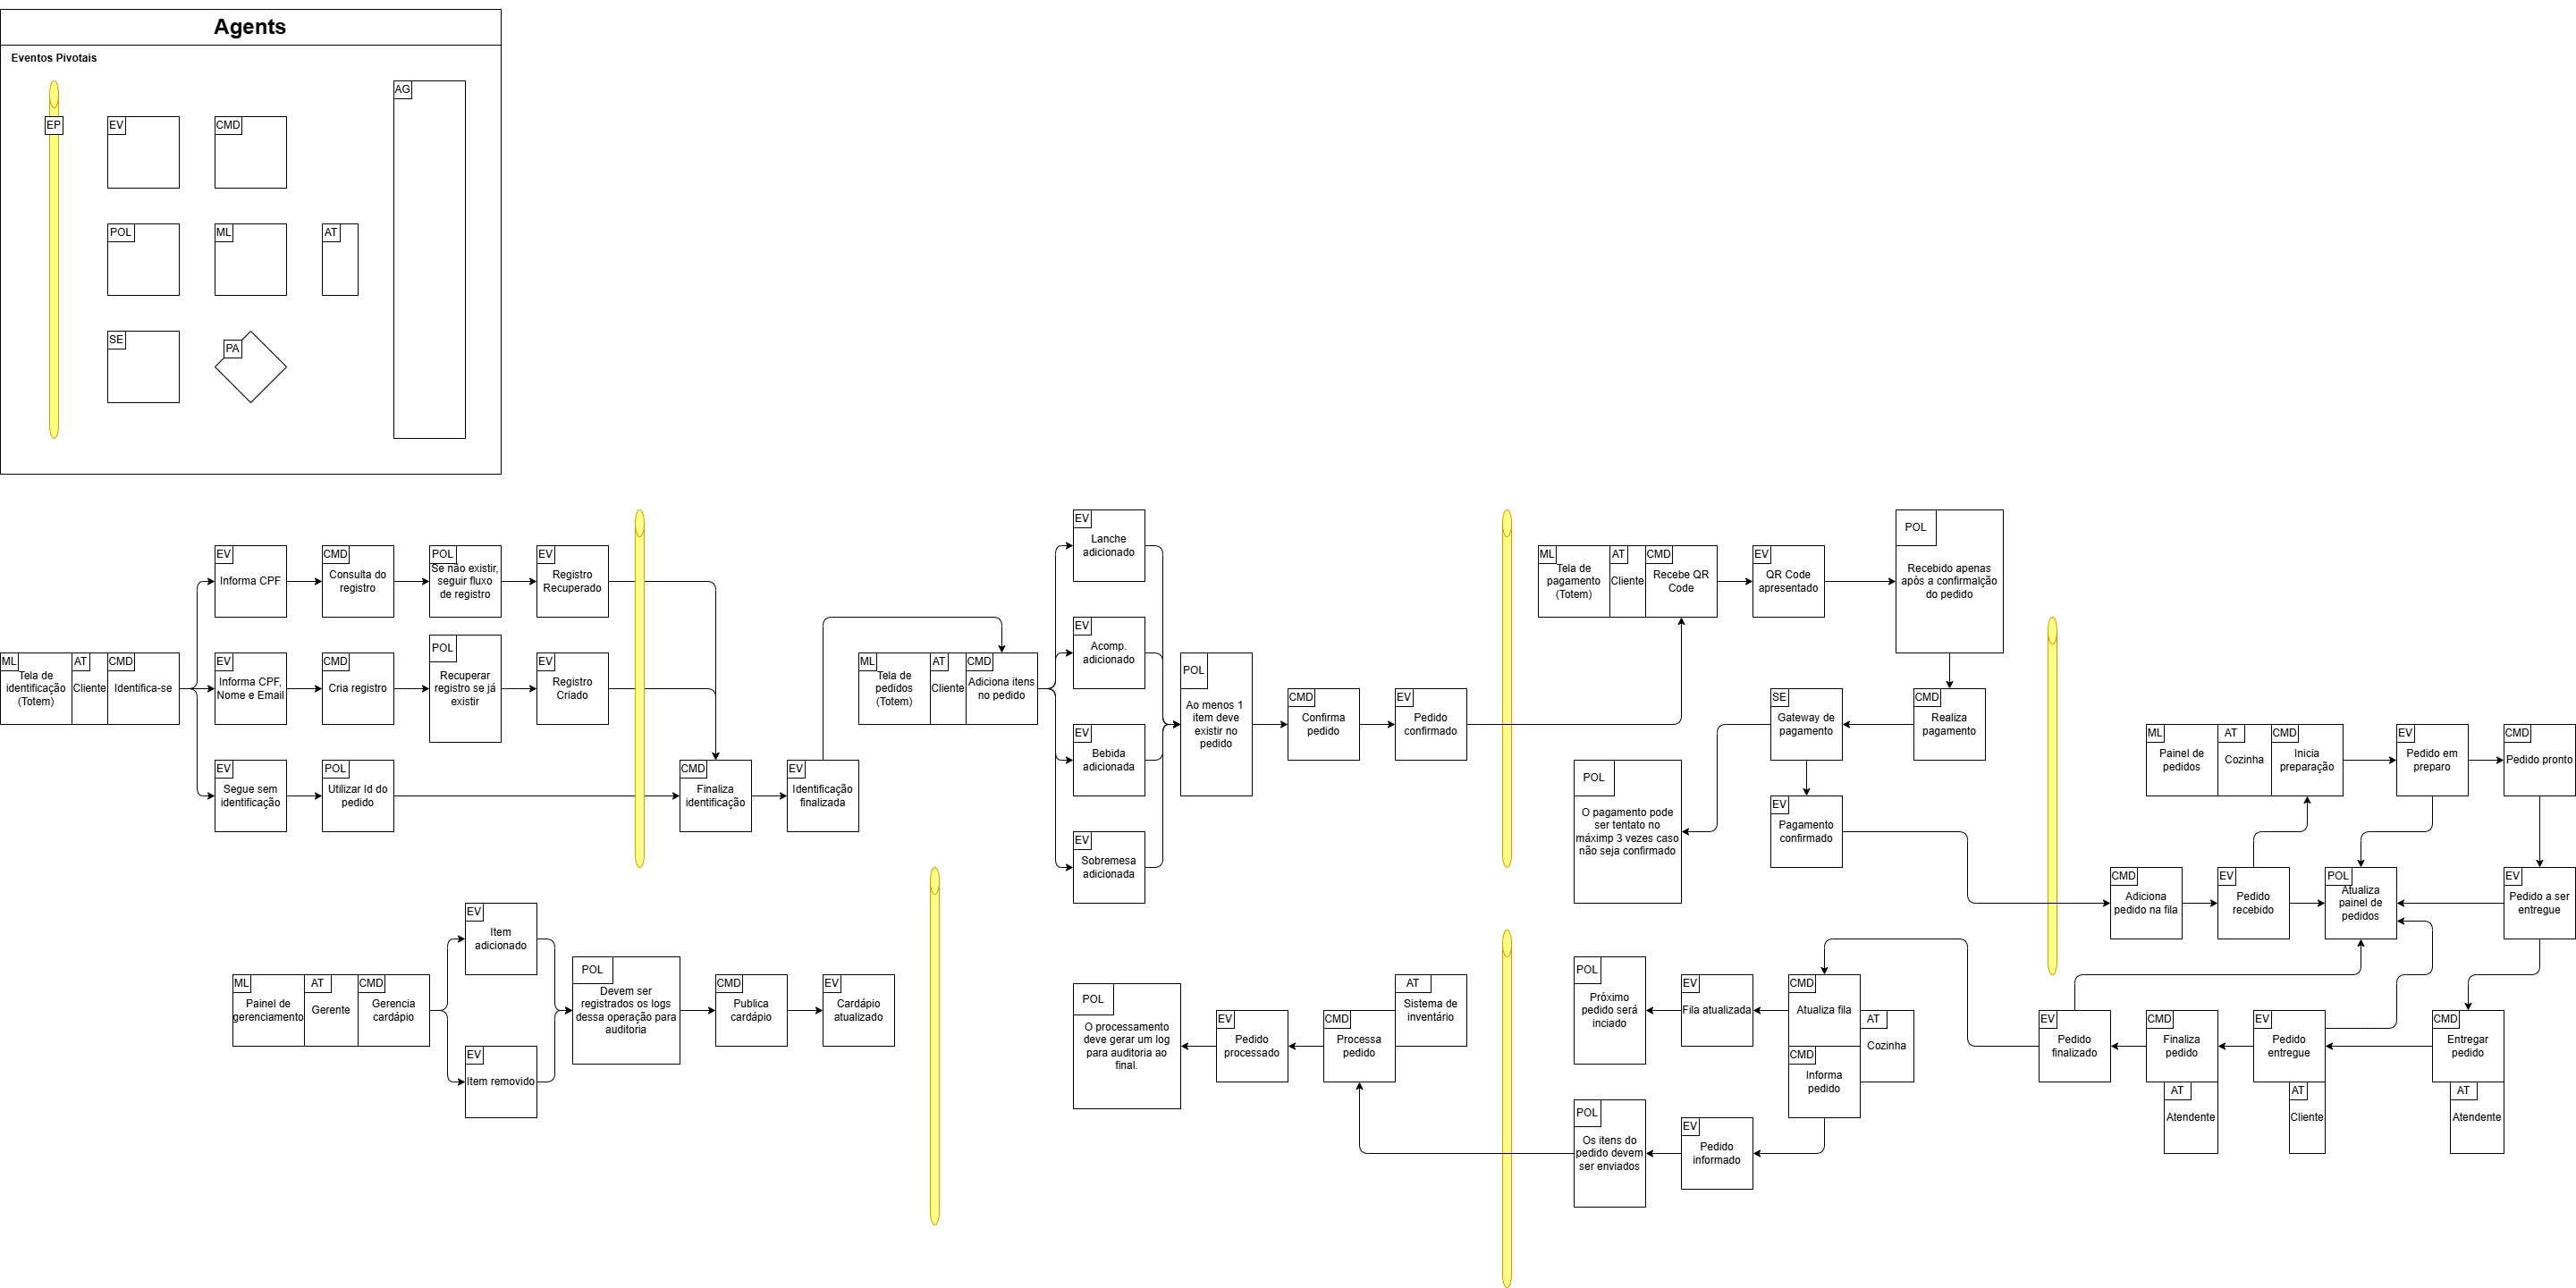 Agents
Eventos Pivotais
EP
EV
CMD
AG
POL
ML
AT
SE
PA
ML
Tela de
identificação
(Totem)
AT
Cliente
CMD
Identifica-se
EV
Informa CPF
CMD
Consulta do
registro
POL
Se não existir,
seguir fluxo
de registro
EV
Registro
Recuperado
EV
Informa CPF,
Nome e Email
CMD
Cria registro
POL
Recuperar
registro se já
existir
EV
Registro
Criado
EV
Segue sem
identificação
POL
Utilizar Id do
pedido
CMD
Finaliza
identificação
EV
Identificação
finalizada
ML
Tela de
pedidos
(Totem)
AT
Cliente
CMD
Adiciona itens
no pedido
EV
Lanche
adicionado
EV
Acomp.
adicionado
EV
Bebida
adicionada
EV
Sobremesa
adicionada
POL
Ao menos 1
item deve
existir no
pedido
CMD
Confirma
pedido
EV
Pedido
confirmado
ML
Tela de
pagamento
(Totem)
AT
Cliente
CMD
Recebe QR
Code
EV
QR Code
apresentado
POL
Recebido apenas
após a confirmalção
do pedido
CMD
Realiza
pagamento
SE
Gateway de
pagamento
POL
O pagamento pode
ser tentato no
máximp 3 vezes caso
não seja confirmado
EV
Pagamento
confirmado
ML
Painel de
pedidos
AT
Cozinha
CMD
Inicia
preparação
EV
Pedido em
preparo
CMD
Pedido pronto
CMD
Adiciona
pedido na fila
EV
Pedido
recebido
POL
Atualiza
painel de
pedidos
EV
Pedido a ser
entregue
ML
Painel de
gerenciamento
AT
Gerente
CMD
Gerencia
cardápio
EV
Item
adicionado
EV
Item removido
POL
Devem ser
registrados os logs
dessa operação para
auditoria
CMD
Publica
cardápio
EV
Cardápio
atualizado
POL
O processamento
deve gerar um log
para auditoria ao
final.
EV
Pedido
processado
CMD
Processa
pedido
AT
Sistema de
inventário
POL
Próximo
pedido será
inciado
EV
Fila atualizada
CMD
Atualiza fila
AT
Cozinha
CMD
Informa
pedido
POL
Os itens do
pedido devem
ser enviados
EV
Pedido
informado
EV
Pedido
finalizado
CMD
Finaliza
pedido
AT
Atendente
EV
Pedido
entregue
AT
Cliente
CMD
Entregar
pedido
AT
Atendente